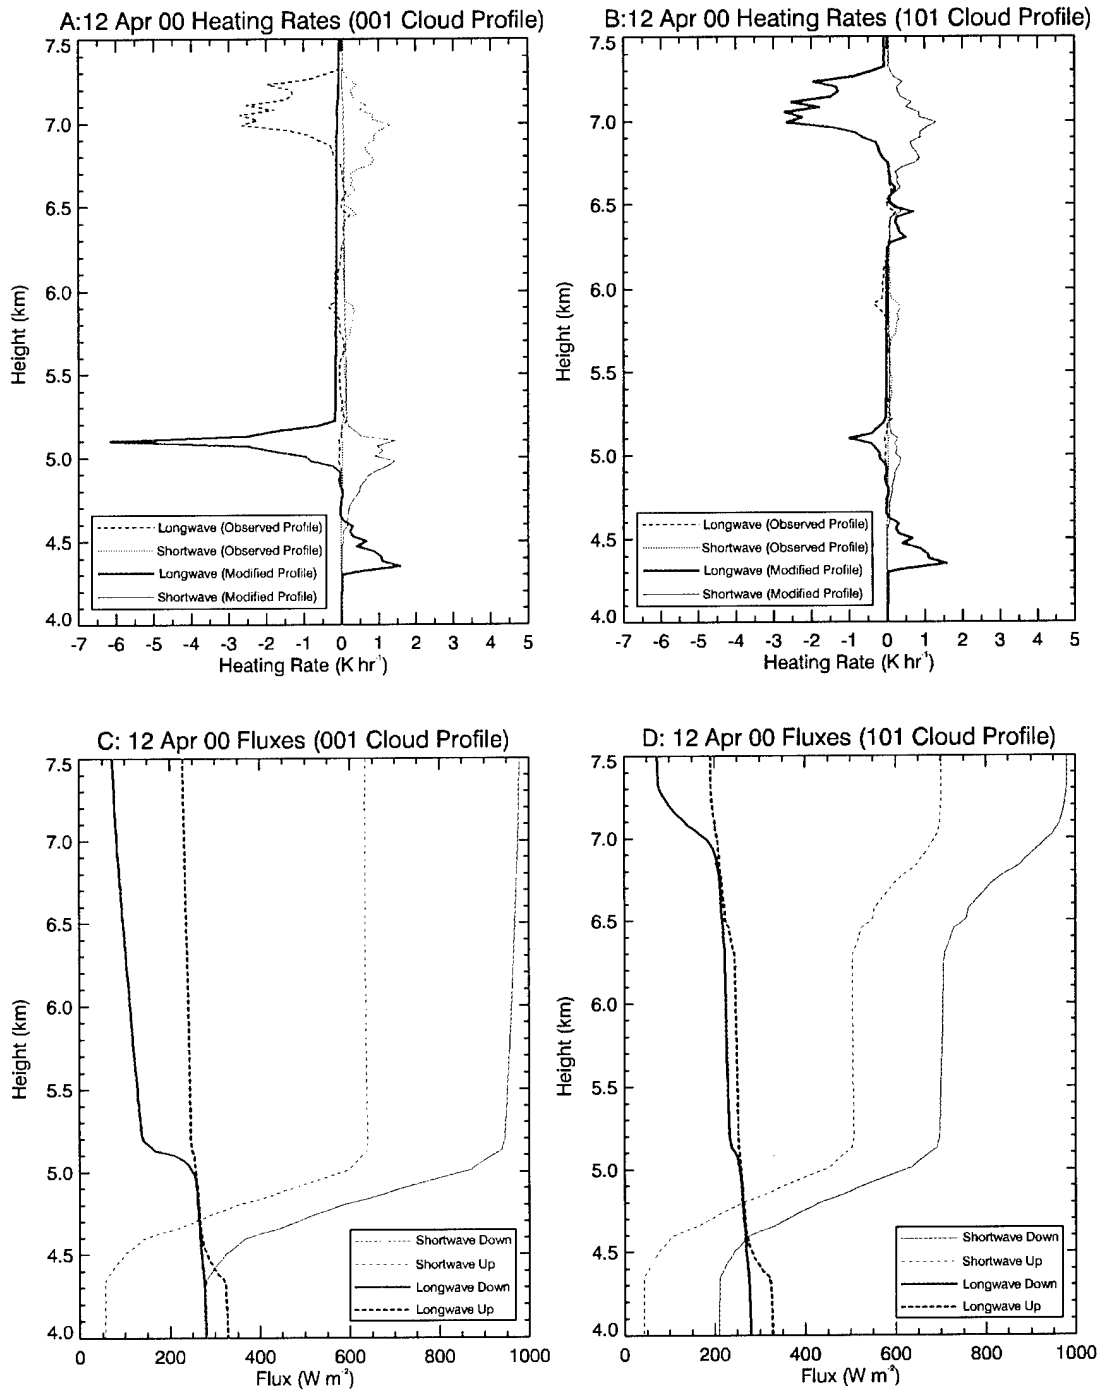 A:12 Apr 00 Heating Rates (001 Cloud Profile)
7.5
7.0
6.5
6.0
5.5
5.0
4.5
4.0
Height (km)
Longwave (Observed Profile)
Shortwave (Observed Profile)
Longwave (Modified Profile)
Shortwave (Modified Profile)
-7 -6 -5 -4 -3 -2 -1 0 1 2 3 4 5
Heating Rate (K hr⁻¹)
B:12 Apr 00 Heating Rates (101 Cloud Profile)
7.5
7.0
6.5
6.0
5.5
5.0
4.5
4.0
Height (km)
Longwave (Observed Profile)
Shortwave (Observed Profile)
Longwave (Modified Profile)
Shortwave (Modified Profile)
-7 -6 -5 -4 -3 -2 -1 0 1 2 3 4 5
Heating Rate (K hr⁻¹)
C: 12 Apr 00 Fluxes (001 Cloud Profile)
7.5
7.0
6.5
6.0
5.5
5.0
4.5
4.0
Height (km)
Shortwave Down
Shortwave Up
Longwave Down
Longwave Up
0 200 400 600 800 1000
Flux (W m⁻²)
D: 12 Apr 00 Fluxes (101 Cloud Profile)
7.5
7.0
6.5
6.0
5.5
5.0
4.5
4.0
Height (km)
Shortwave Down
Shortwave Up
Longwave Down
Longwave Up
0 200 400 600 800 1000
Flux (W m⁻²)